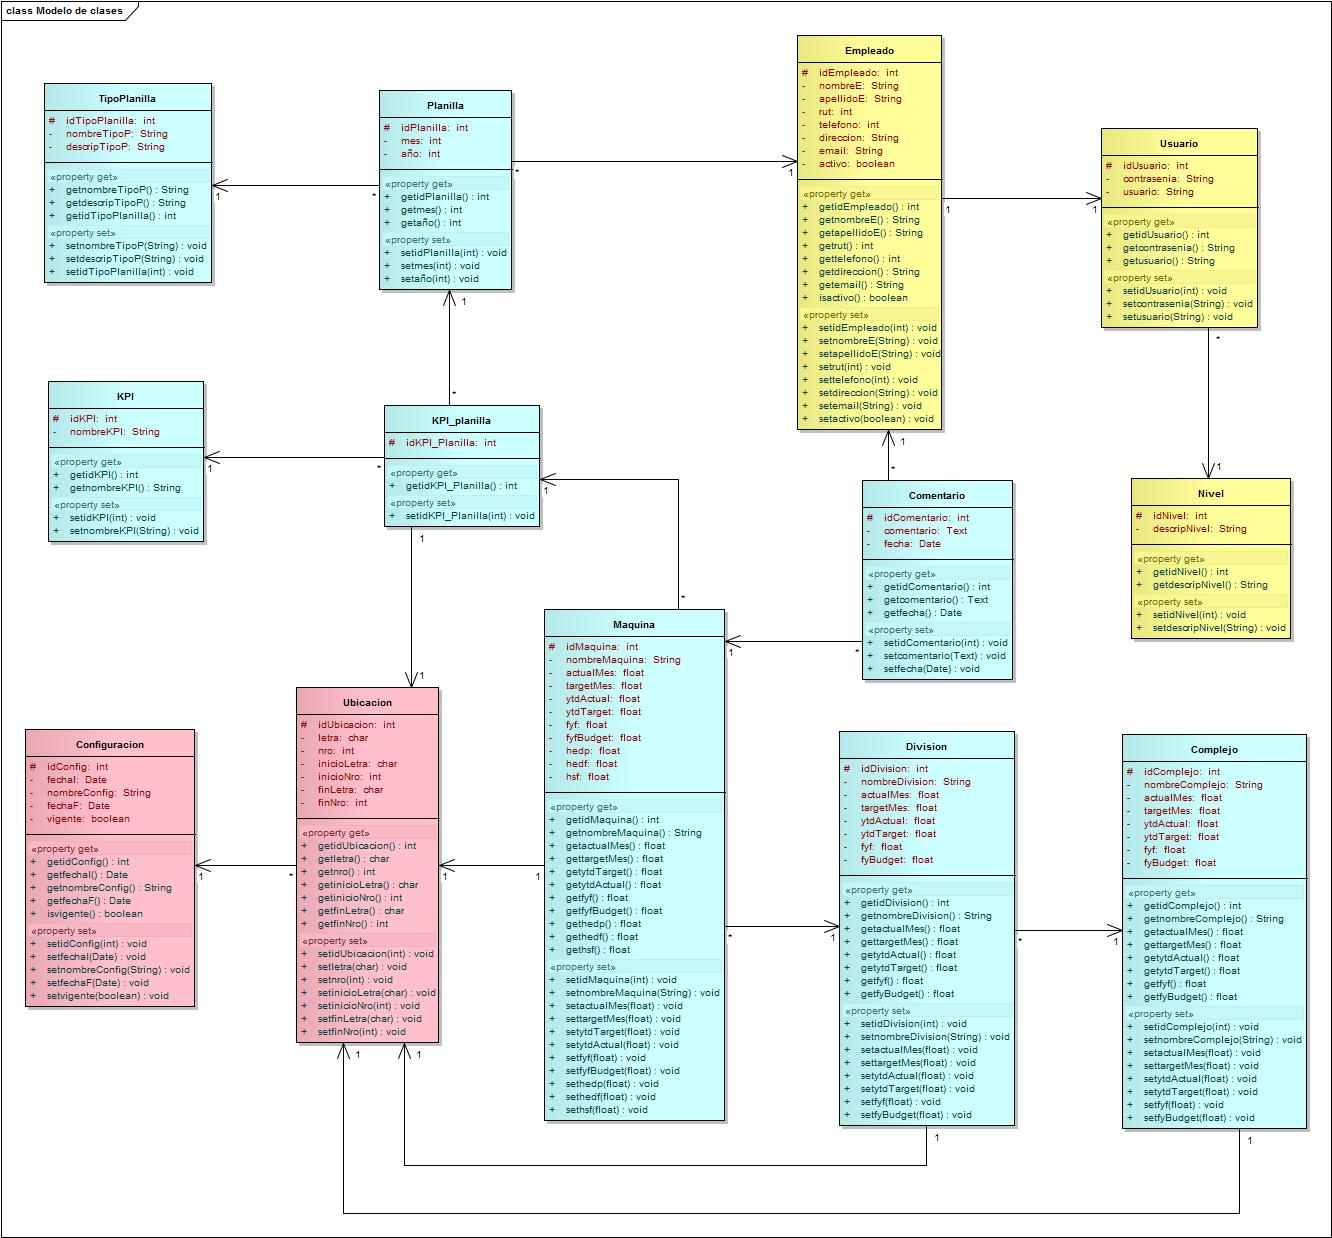 class Modelo de clases
TipoPlanilla
# idTipoPlanilla: int
- nombreTipoP: String
- descripTipoP: String
«property get»
+ getnombreTipoP() : String
+ getdescripTipoP() : String
+ getidTipoPlanilla() : int
«property set»
+ setnombreTipoP(String) : void
+ setdescripTipoP(String) : void
+ setidTipoPlanilla(int) : void
1
*
Planilla
# idPlanilla: int
- mes: int
- año: int
«property get»
+ getidPlanilla() : int
+ getmes() : int
+ getaño() : int
«property set»
+ setidPlanilla(int) : void
+ setmes(int) : void
+ setaño(int) : void
*
1
1
*
Empleado
# idEmpleado: int
- nombreE: String
- apellidoE: String
- rut: int
- telefono: int
- direccion: String
- email: String
- activo: boolean
«property get»
+ getidEmpleado() : int
+ getnombreE() : String
+ getapellidoE() : String
+ getrut() : int
+ gettelefono() : int
+ getdireccion() : String
+ getemail() : String
+ isactivo() : boolean
«property set»
+ setidEmpleado(int) : void
+ setnombreE(String) : void
+ setapellidoE(String) : void
+ setrut(int) : void
+ settelefono(int) : void
+ setdireccion(String) : void
+ setemail(String) : void
+ setactivo(boolean) : void
1
1
1
*
Usuario
# idUsuario: int
- contrasenia: String
- usuario: String
«property get»
+ getidUsuario() : int
+ getcontrasenia() : String
+ getusuario() : String
«property set»
+ setidUsuario(int) : void
+ setcontrasenia(String) : void
+ setusuario(String) : void
*
1
KPI
# idKPI: int
- nombreKPI: String
«property get»
+ getidKPI() : int
+ getnombreKPI() : String
«property set»
+ setidKPI(int) : void
+ setnombreKPI(String) : void
1
*
KPI_planilla
# idKPI_Planilla: int
«property get»
+ getidKPI_Planilla() : int
«property set»
+ setidKPI_Planilla(int) : void
1
*
1
1
Comentario
# idComentario: int
- comentario: Text
- fecha: Date
«property get»
+ getidComentario() : int
+ getcomentario() : Text
+ getfecha() : Date
«property set»
+ setidComentario(int) : void
+ setcomentario(Text) : void
+ setfecha(Date) : void
1
*
Nivel
# idNivel: int
- descripNivel: String
«property get»
+ getidNivel() : int
+ getdescripNivel() : String
«property set»
+ setidNivel(int) : void
+ setdescripNivel(String) : void
Configuracion
# idConfig: int
- fechaI: Date
- nombreConfig: String
- fechaF: Date
- vigente: boolean
«property get»
+ getidConfig() : int
+ getfechaI() : Date
+ getnombreConfig() : String
+ getfechaF() : Date
+ isvigente() : boolean
«property set»
+ setidConfig(int) : void
+ setfechaI(Date) : void
+ setnombreConfig(String) : void
+ setfechaF(Date) : void
+ setvigente(boolean) : void
1
*
Ubicacion
# idUbicacion: int
- letra: char
- nro: int
- inicioLetra: char
- inicioNro: int
- finLetra: char
- finNro: int
«property get»
+ getidUbicacion() : int
+ getletra() : char
+ getnro() : int
+ getinicioLetra() : char
+ getinicioNro() : int
+ getfinLetra() : char
+ getfinNro() : int
«property set»
+ setidUbicacion(int) : void
+ setletra(char) : void
+ setnro(int) : void
+ setinicioLetra(char) : void
+ setinicioNro(int) : void
+ setfinLetra(char) : void
+ setfinNro(int) : void
1
1
1
1
Maquina
# idMaquina: int
- nombreMaquina: String
- actualMes: float
- targetMes: float
- ytdActual: float
- ytdTarget: float
- fyf: float
- fyfBudget: float
- hedp: float
- hedf: float
- hsf: float
«property get»
+ getidMaquina() : int
+ getnombreMaquina() : String
+ getactualMes() : float
+ gettargetMes() : float
+ getytdTarget() : float
+ getytdActual() : float
+ getfyf() : float
+ getfyfBudget() : float
+ gethedp() : float
+ gethedf() : float
+ gethsf() : float
«property set»
+ setidMaquina(int) : void
+ setnombreMaquina(String) : void
+ setactualMes(float) : void
+ settargetMes(float) : void
+ setytdTarget(float) : void
+ setytdActual(float) : void
+ setfyf(float) : void
+ setfyfBudget(float) : void
+ sethedp(float) : void
+ sethedf(float) : void
+ sethsf(float) : void
*
1
Division
# idDivision: int
- nombreDivision: String
- actualMes: float
- targetMes: float
- ytdActual: float
- ytdTarget: float
- fyf: float
- fyBudget: float
«property get»
+ getidDivision() : int
+ getnombreDivision() : String
+ getactualMes() : float
+ gettargetMes() : float
+ getytdActual() : float
+ getytdTarget() : float
+ getfyf() : float
+ getfyBudget() : float
«property set»
+ setidDivision(int) : void
+ setnombreDivision(String) : void
+ setactualMes(float) : void
+ settargetMes(float) : void
+ setytdActual(float) : void
+ setytdTarget(float) : void
+ setfyf(float) : void
+ setfyBudget(float) : void
1
*
1
Complejo
# idComplejo: int
- nombreComplejo: String
- actualMes: float
- targetMes: float
- ytdActual: float
- ytdTarget: float
- fyf: float
- fyBudget: float
«property get»
+ getidComplejo() : int
+ getnombreComplejo() : String
+ getactualMes() : float
+ gettargetMes() : float
+ getytdActual() : float
+ getytdTarget() : float
+ getfyf() : float
+ getfyBudget() : float
«property set»
+ setidComplejo(int) : void
+ setnombreComplejo(String) : void
+ setactualMes(float) : void
+ settargetMes(float) : void
+ setytdActual(float) : void
+ setytdTarget(float) : void
+ setfyf(float) : void
+ setfyBudget(float) : void
1